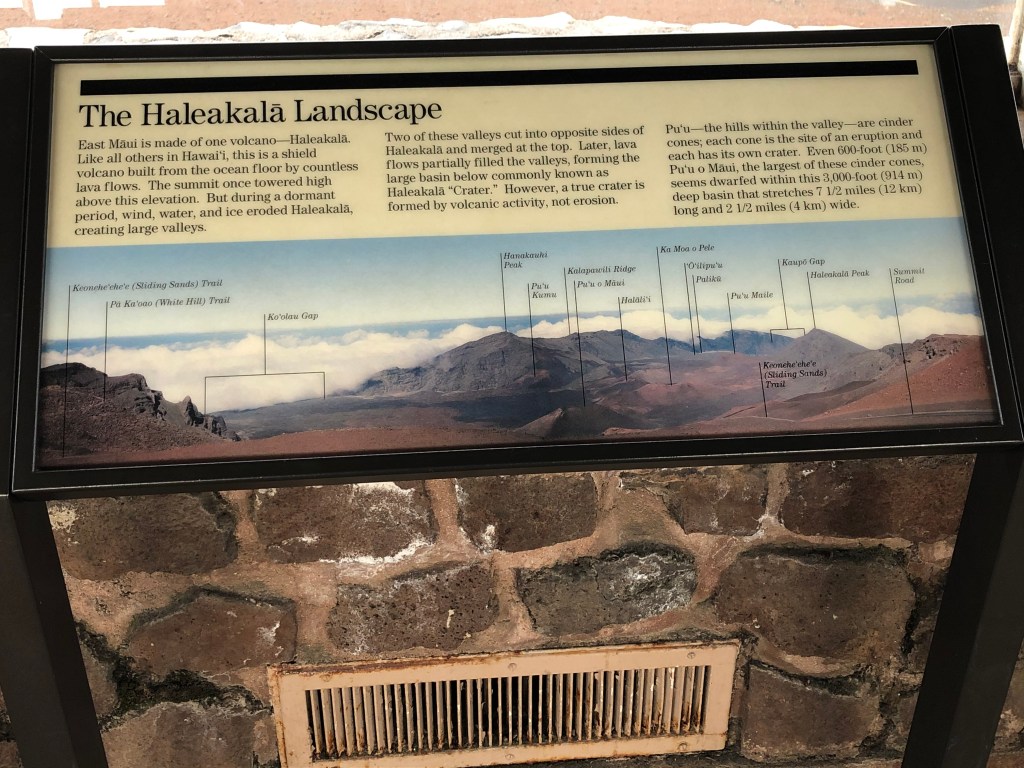 The Haleakalā Landscape
East Māui is made of one volcano—Haleakalā.
Like all others in Hawai‘i, this is a shield
volcano built from the ocean floor by countless
lava flows. The summit once towered high
above this elevation. But during a dormant
period, wind, water, and ice eroded Haleakalā,
creating large valleys.
Two of these valleys cut into opposite sides of
Haleakalā and merged at the top. Later, lava
flows partially filled the valleys, forming the
large basin below commonly known as
Haleakalā “Crater.” However, a true crater is
formed by volcanic activity, not erosion.
Pu‘u—the hills within the valley—are cinder
cones; each cone is the site of an eruption and
each has its own crater. Even 600-foot (185 m)
Pu‘u o Māui, the largest of these cinder cones,
seems dwarfed within this 3,000-foot (914 m)
deep basin that stretches 7 1/2 miles (12 km)
long and 2 1/2 miles (4 km) wide.
Keonehe‘ehe‘e (Sliding Sands) Trail
Pā Ka‘oao (White Hill) Trail
Ko‘olau Gap
Hanakauhi
Peak
Pu‘u
Kumu
Kalapawili Ridge
Pu‘u o Māui
Halāli‘i
Ka Moa o Pele
‘Ō‘ilipu‘u
Palikū
Pu‘u Maile
Kaupō Gap
Haleakalā Peak
Summit
Road
Keonehe‘ehe‘e
(Sliding Sands)
Trail